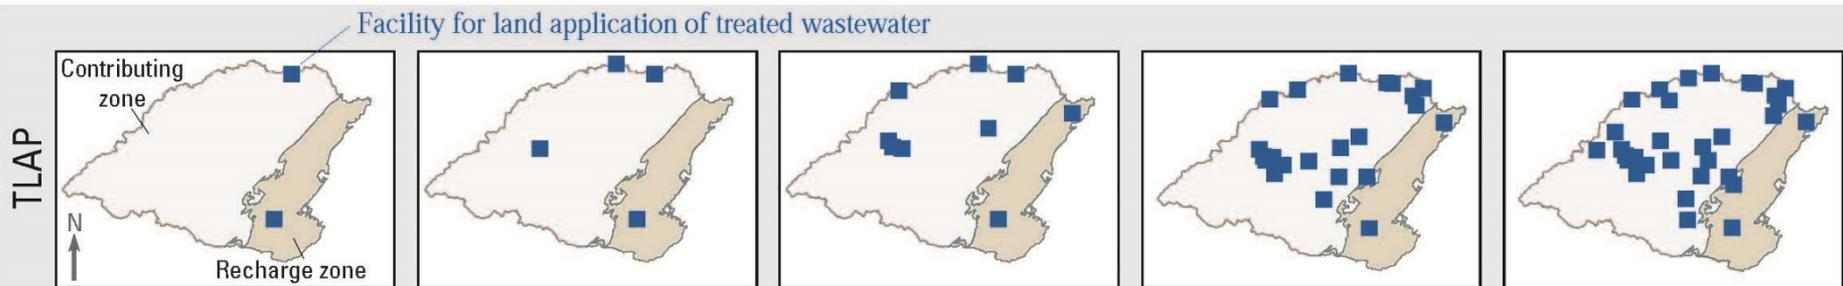 Facility for land application of treated wastewater
TLAP
Contributing
zone
N
Recharge zone